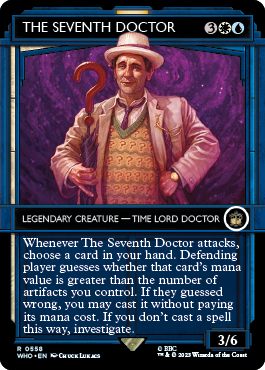 THE SEVENTH DOCTOR 3
LEGENDARY CREATURE — TIME LORD DOCTOR
Whenever The Seventh Doctor attacks,
choose a card in your hand. Defending
player guesses whether that card's mana
value is greater than the number of
artifacts you control. If they guessed
wrong, you may cast it without paying
its mana cost. If you don't cast a spell
this way, investigate.
3/6
R 0558
WHO • EN CHUCK LUKACS
© BBC
™ & © 2023 Wizards of the Coast